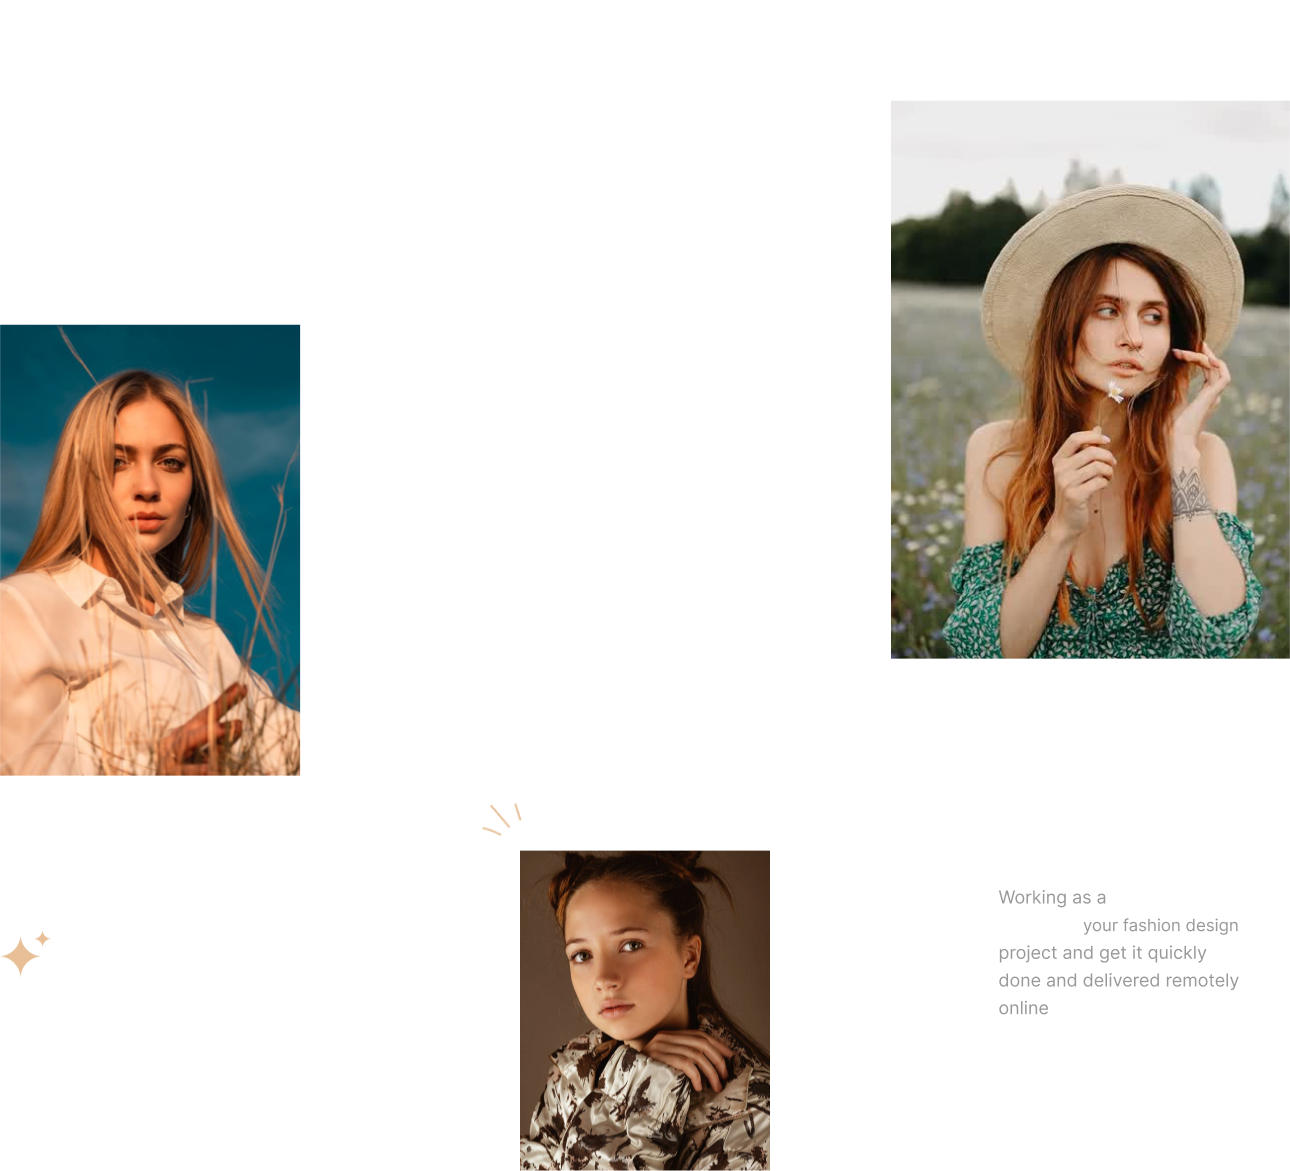 Working as a
your fashion design
project and get it quickly
done and delivered remotely
online